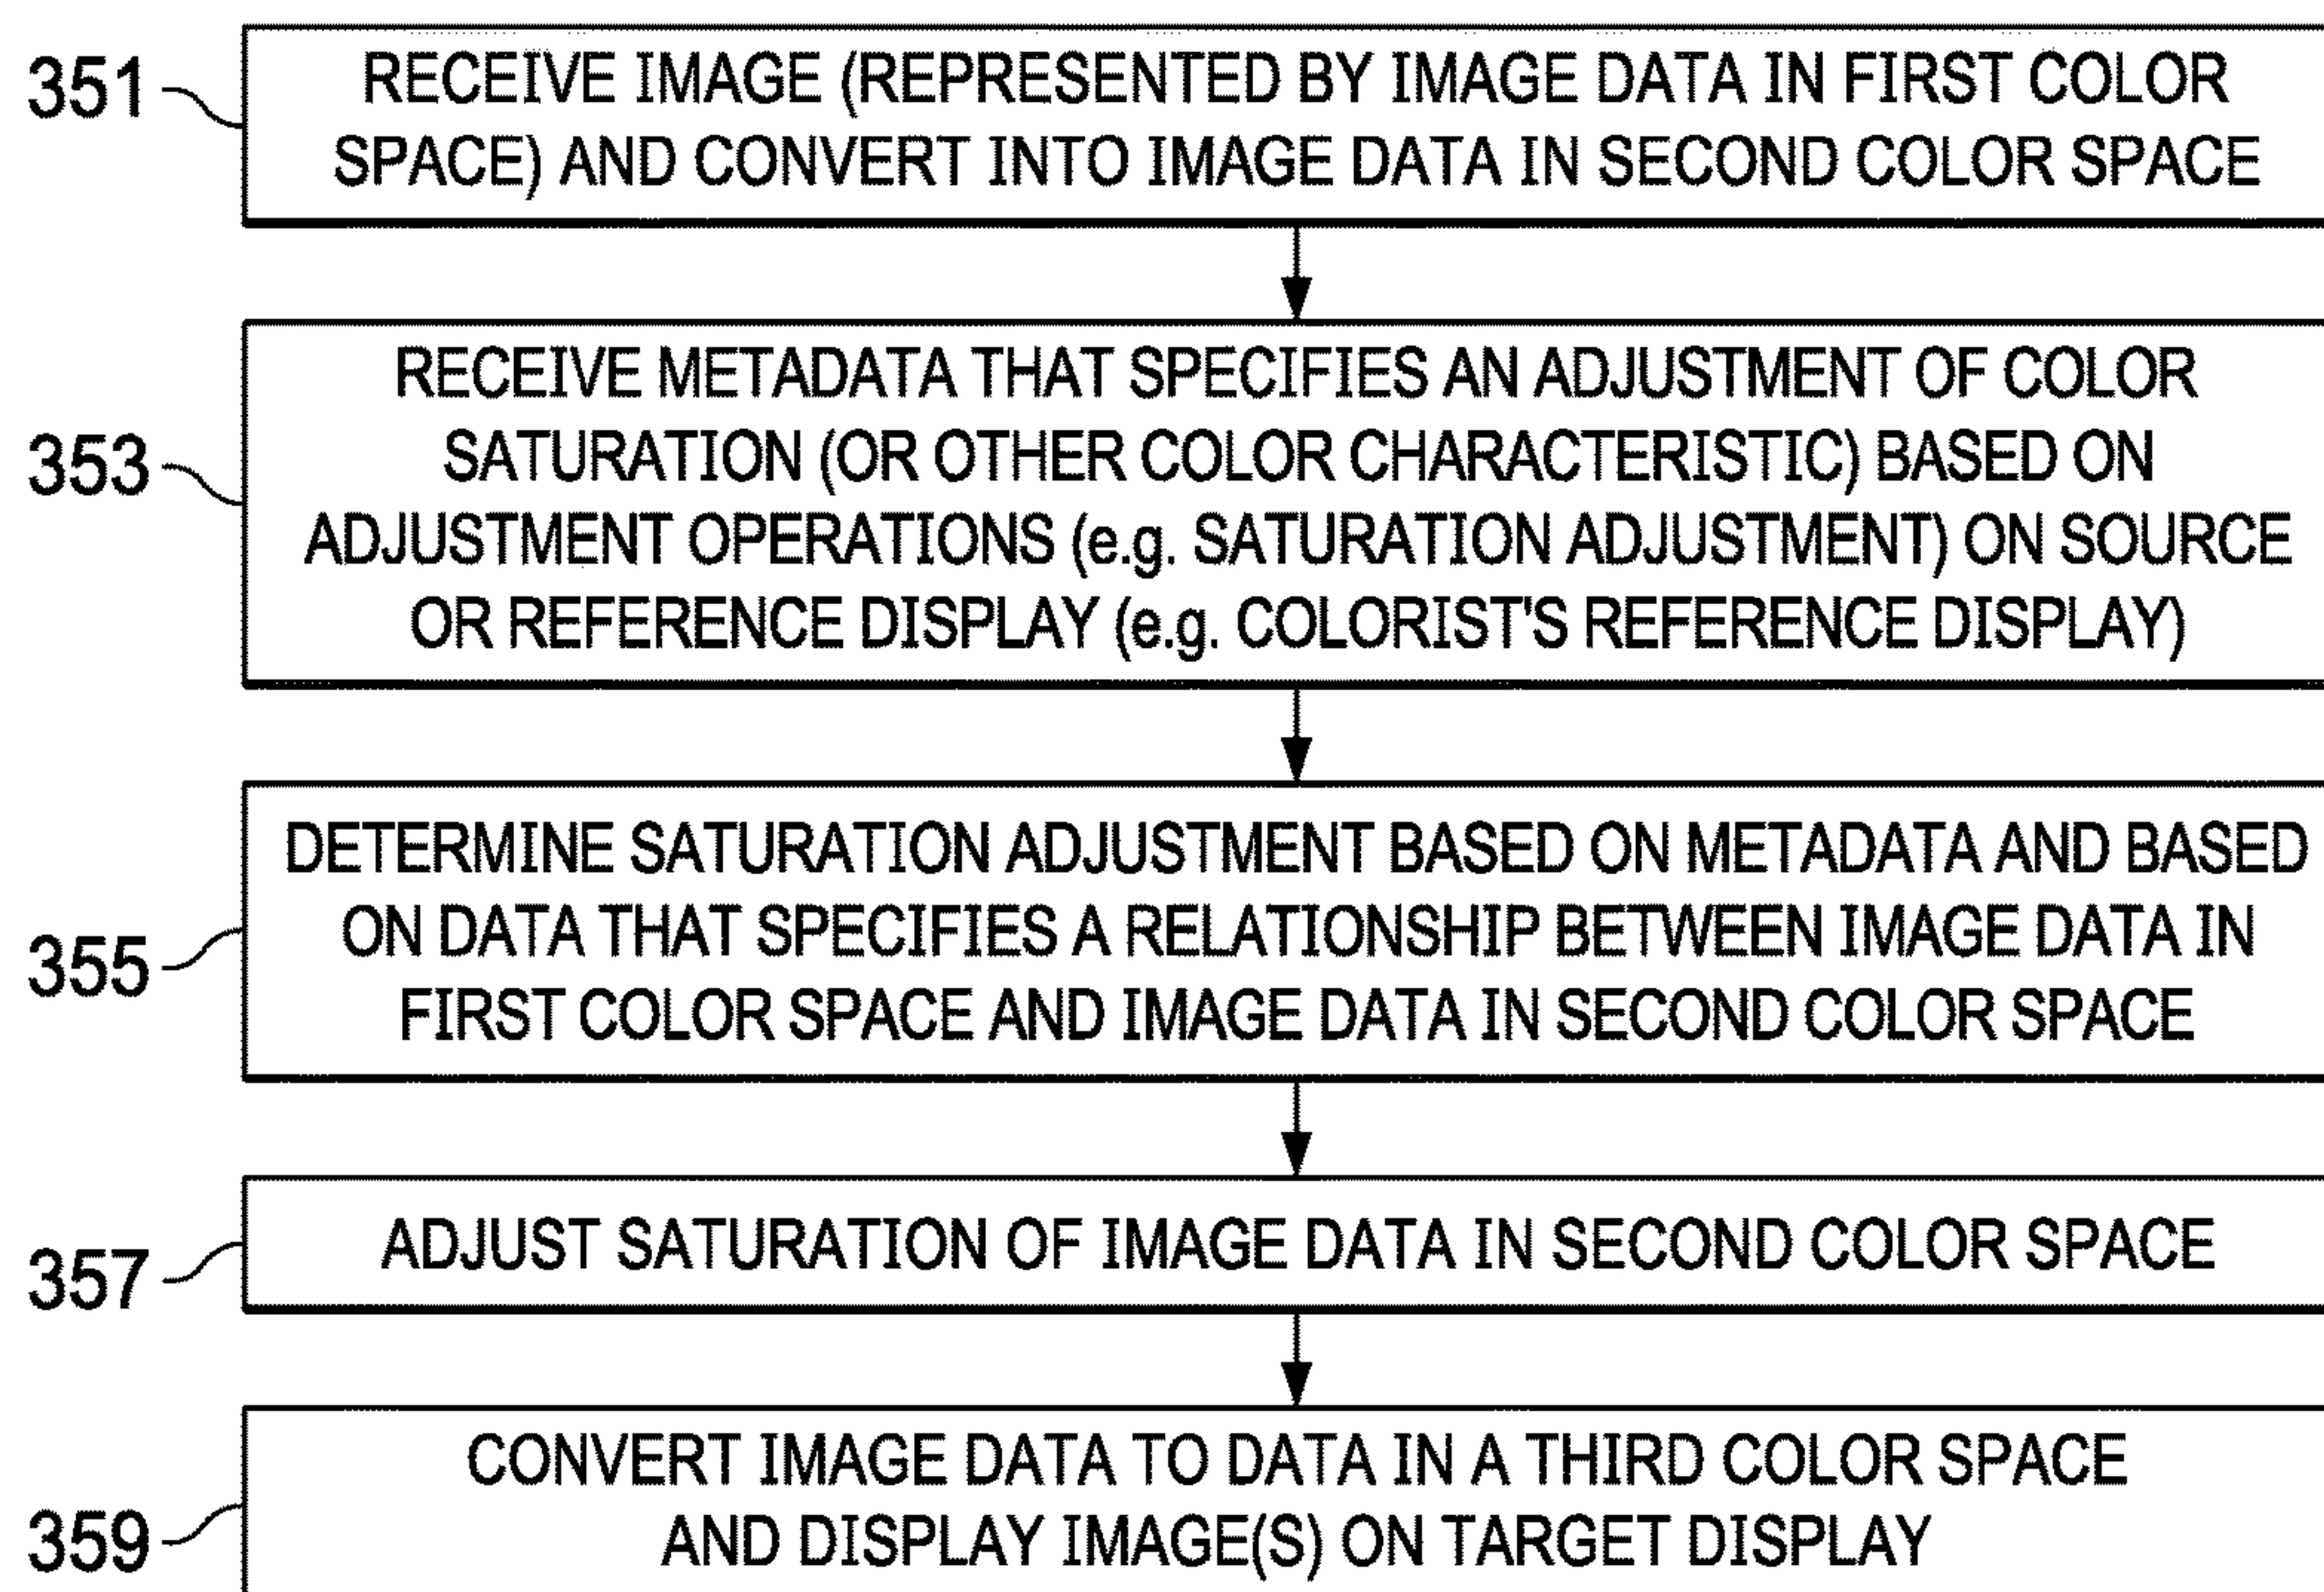 351
RECEIVE IMAGE (REPRESENTED BY IMAGE DATA IN FIRST COLOR
SPACE) AND CONVERT INTO IMAGE DATA IN SECOND COLOR SPACE
353
RECEIVE METADATA THAT SPECIFIES AN ADJUSTMENT OF COLOR
SATURATION (OR OTHER COLOR CHARACTERISTIC) BASED ON
ADJUSTMENT OPERATIONS (e.g. SATURATION ADJUSTMENT) ON SOURCE
OR REFERENCE DISPLAY (e.g. COLORIST'S REFERENCE DISPLAY)
355
DETERMINE SATURATION ADJUSTMENT BASED ON METADATA AND BASED
ON DATA THAT SPECIFIES A RELATIONSHIP BETWEEN IMAGE DATA IN
FIRST COLOR SPACE AND IMAGE DATA IN SECOND COLOR SPACE
357
ADJUST SATURATION OF IMAGE DATA IN SECOND COLOR SPACE
359
CONVERT IMAGE DATA TO DATA IN A THIRD COLOR SPACE
AND DISPLAY IMAGE(S) ON TARGET DISPLAY